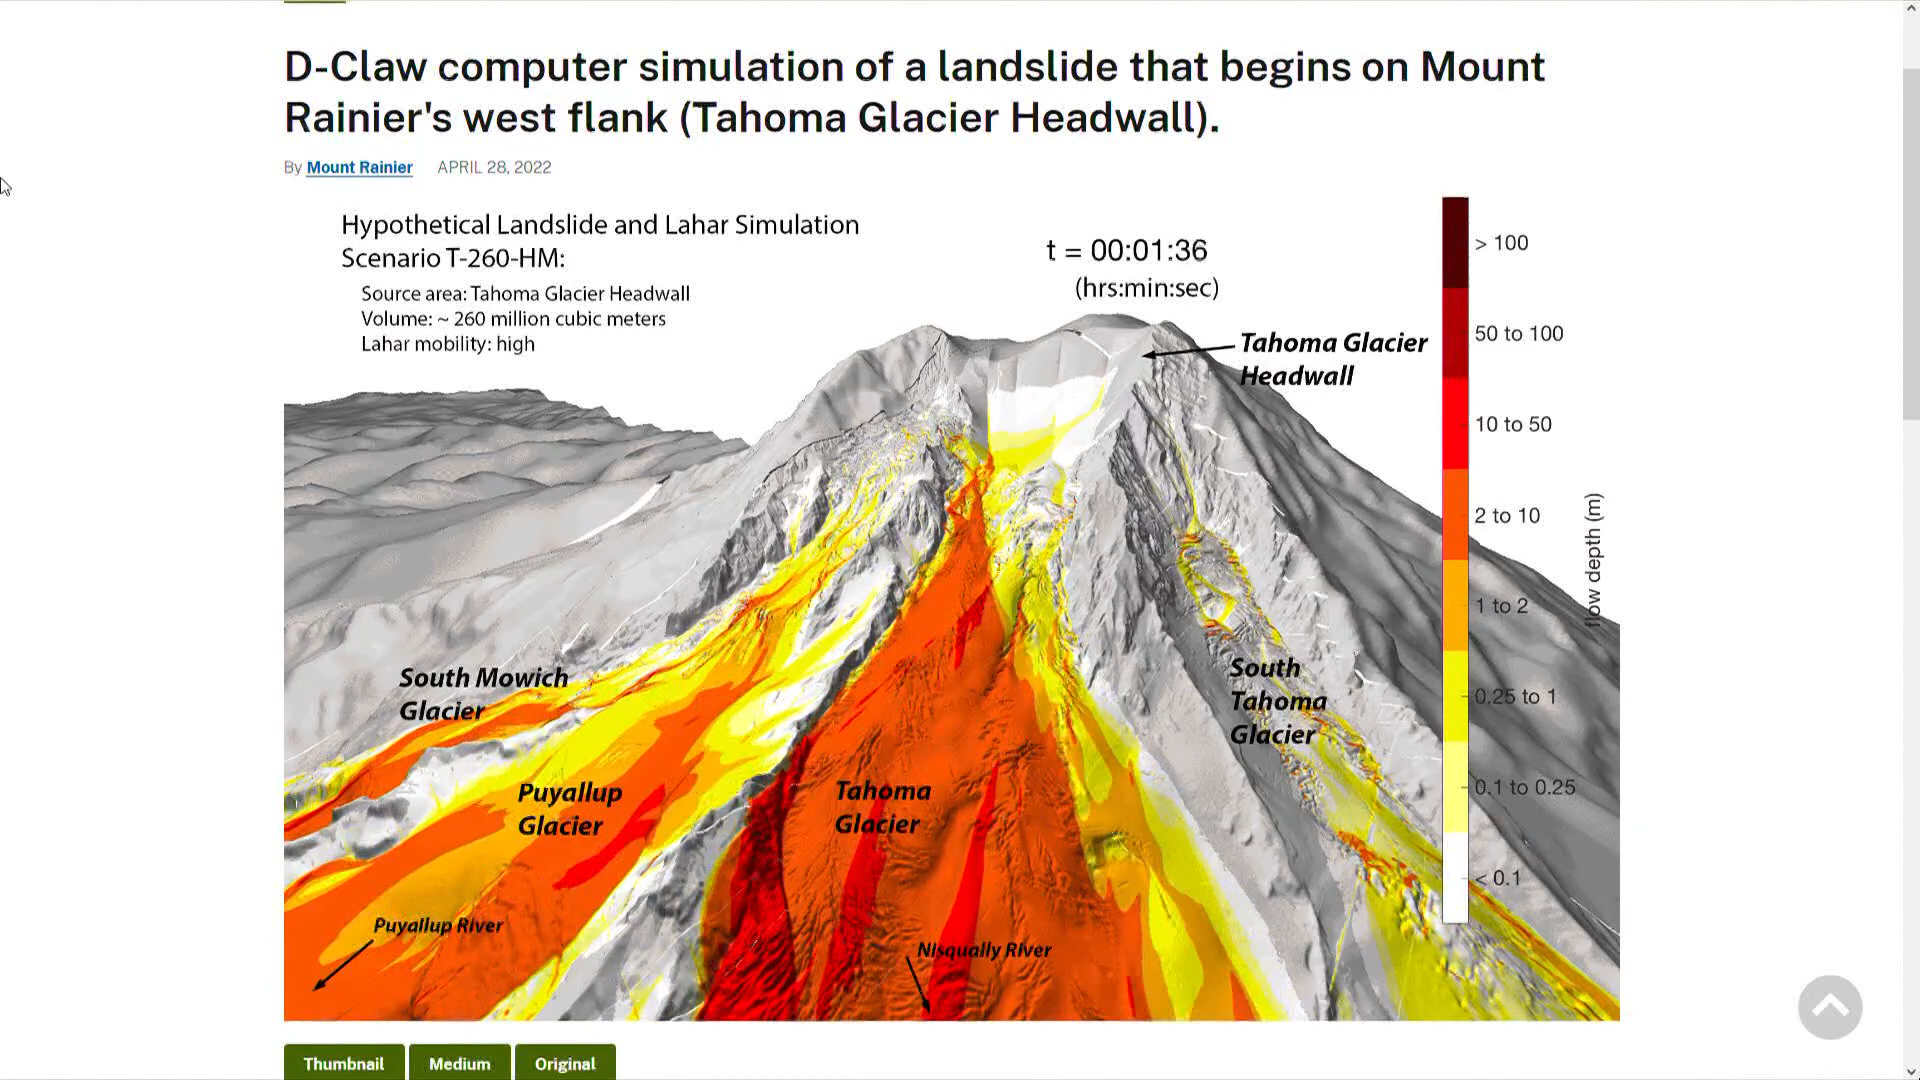 D-Claw computer simulation of a landslide that begins on Mount
Rainier's west flank (Tahoma Glacier Headwall).
By Mount Rainier APRIL 28, 2022
Hypothetical Landslide and Lahar Simulation
Scenario T-260-HM:
Source area: Tahoma Glacier Headwall
Volume: ~ 260 million cubic meters
Lahar mobility: high
t = 00:01:36
(hrs:min:sec)
Tahoma Glacier
Headwall
> 100
50 to 100
10 to 50
2 to 10
1 to 2
0.25 to 1
0.1 to 0.25
< 0.1
flow depth (m)
South Mowich
Glacier
Puyallup
Glacier
Tahoma
Glacier
South
Tahoma
Glacier
Puyallup River
Nisqually River
Thumbnail
Medium
Original